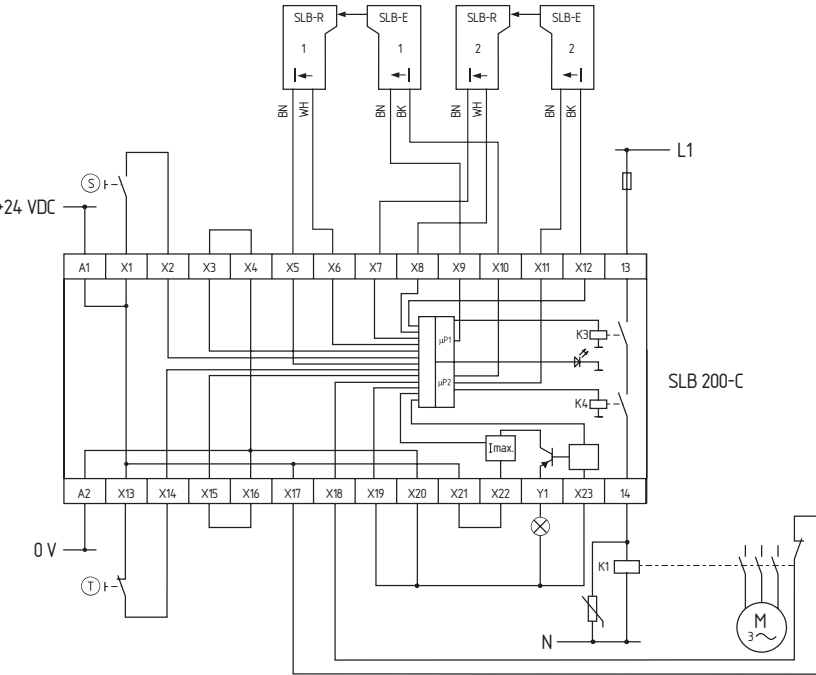 SLB-R SLB-E SLB-R SLB-E
1 1 2 2
BN WH BN BK BN WH BN BK
L1
S
+24 VDC
A1 X1 X2 X3 X4 X5 X6 X7 X8 X9 X10 X11 X12 13
µP1
K3
µP2
SLB 200-C
K4
Imax.
A2 X13 X14 X15 X16 X17 X18 X19 X20 X21 X22 Y1 X23 14
0 V
K1
T
M
3
N